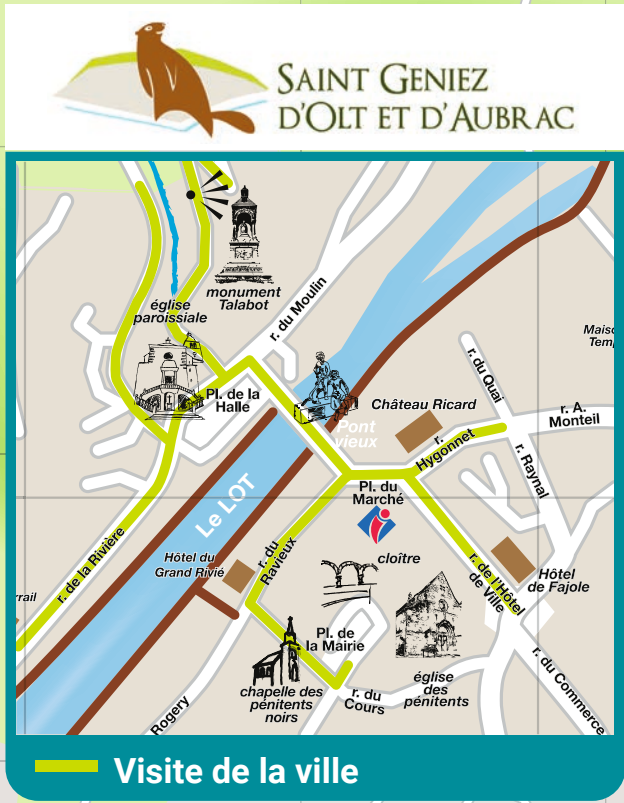 SAINT GENIEZ
D'OLT ET D'AUBRAC
monument
Talabot
église
paroissiale
r. du Moulin
Pl. de la
Halle
Pont
vieux
Château Ricard
r. du Quai
r. A.
Monteil
r.
Hygonnet
r. Raynal
Pl. du
Marché
Le LOT
r. de la Rivière
Hôtel du
Grand Rivié
r. du
Ravieux
cloître
r. de l'Hôtel
de Ville
Hôtel
de Fajole
Pl. de
la Mairie
chapelle des
pénitents
noirs
r. du
Cours
église
des
pénitents
r. du Commerce
Rogery
Visite de la ville